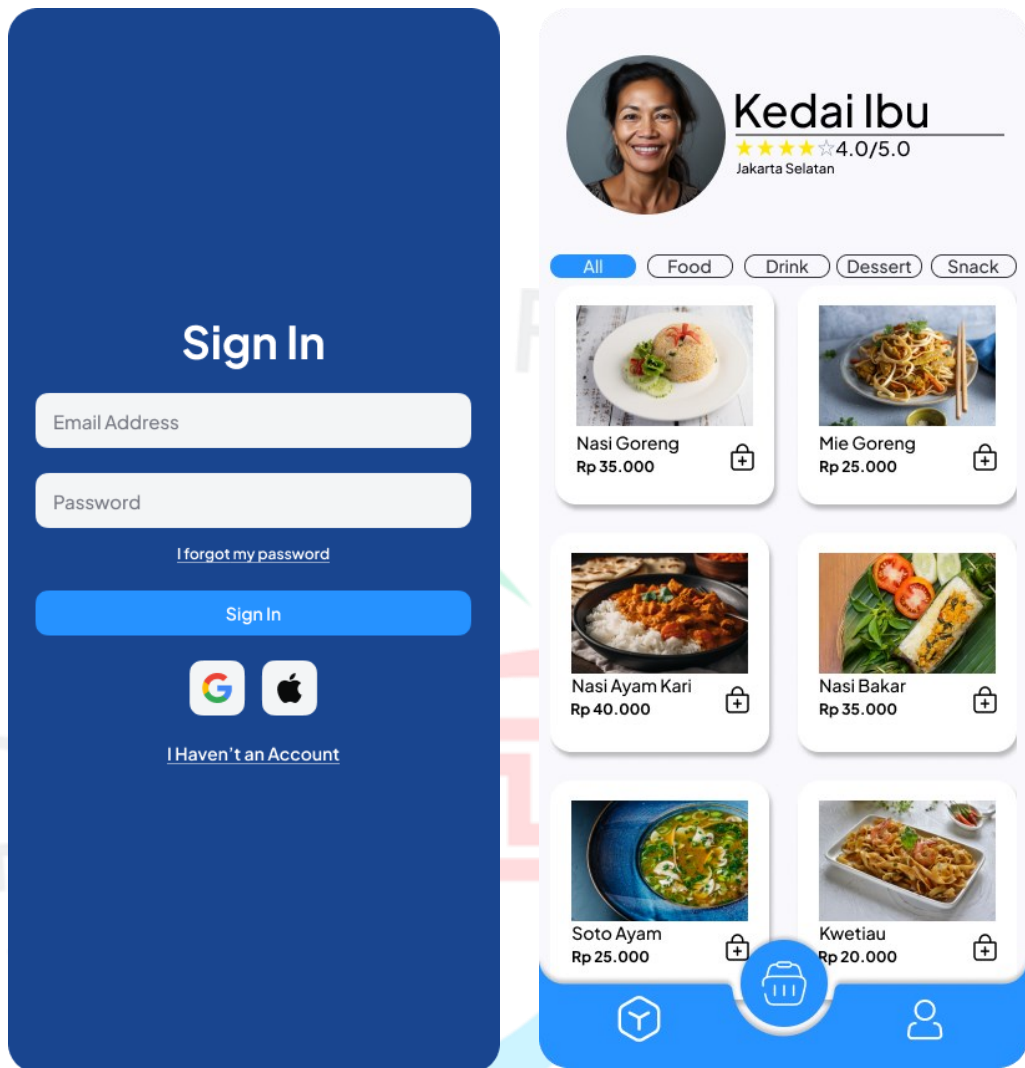 Sign In
Email Address
Password
I forgot my password
Sign In
I Haven't an Account
Kedai Ibu
4.0/5.0
Jakarta Selatan
All Food Drink Dessert Snack
Nasi Goreng
Rp 35.000
Mie Goreng
Rp 25.000
Nasi Ayam Kari
Rp 40.000
Nasi Bakar
Rp 35.000
Soto Ayam
Rp 25.000
Kwetiau
Rp 20.000